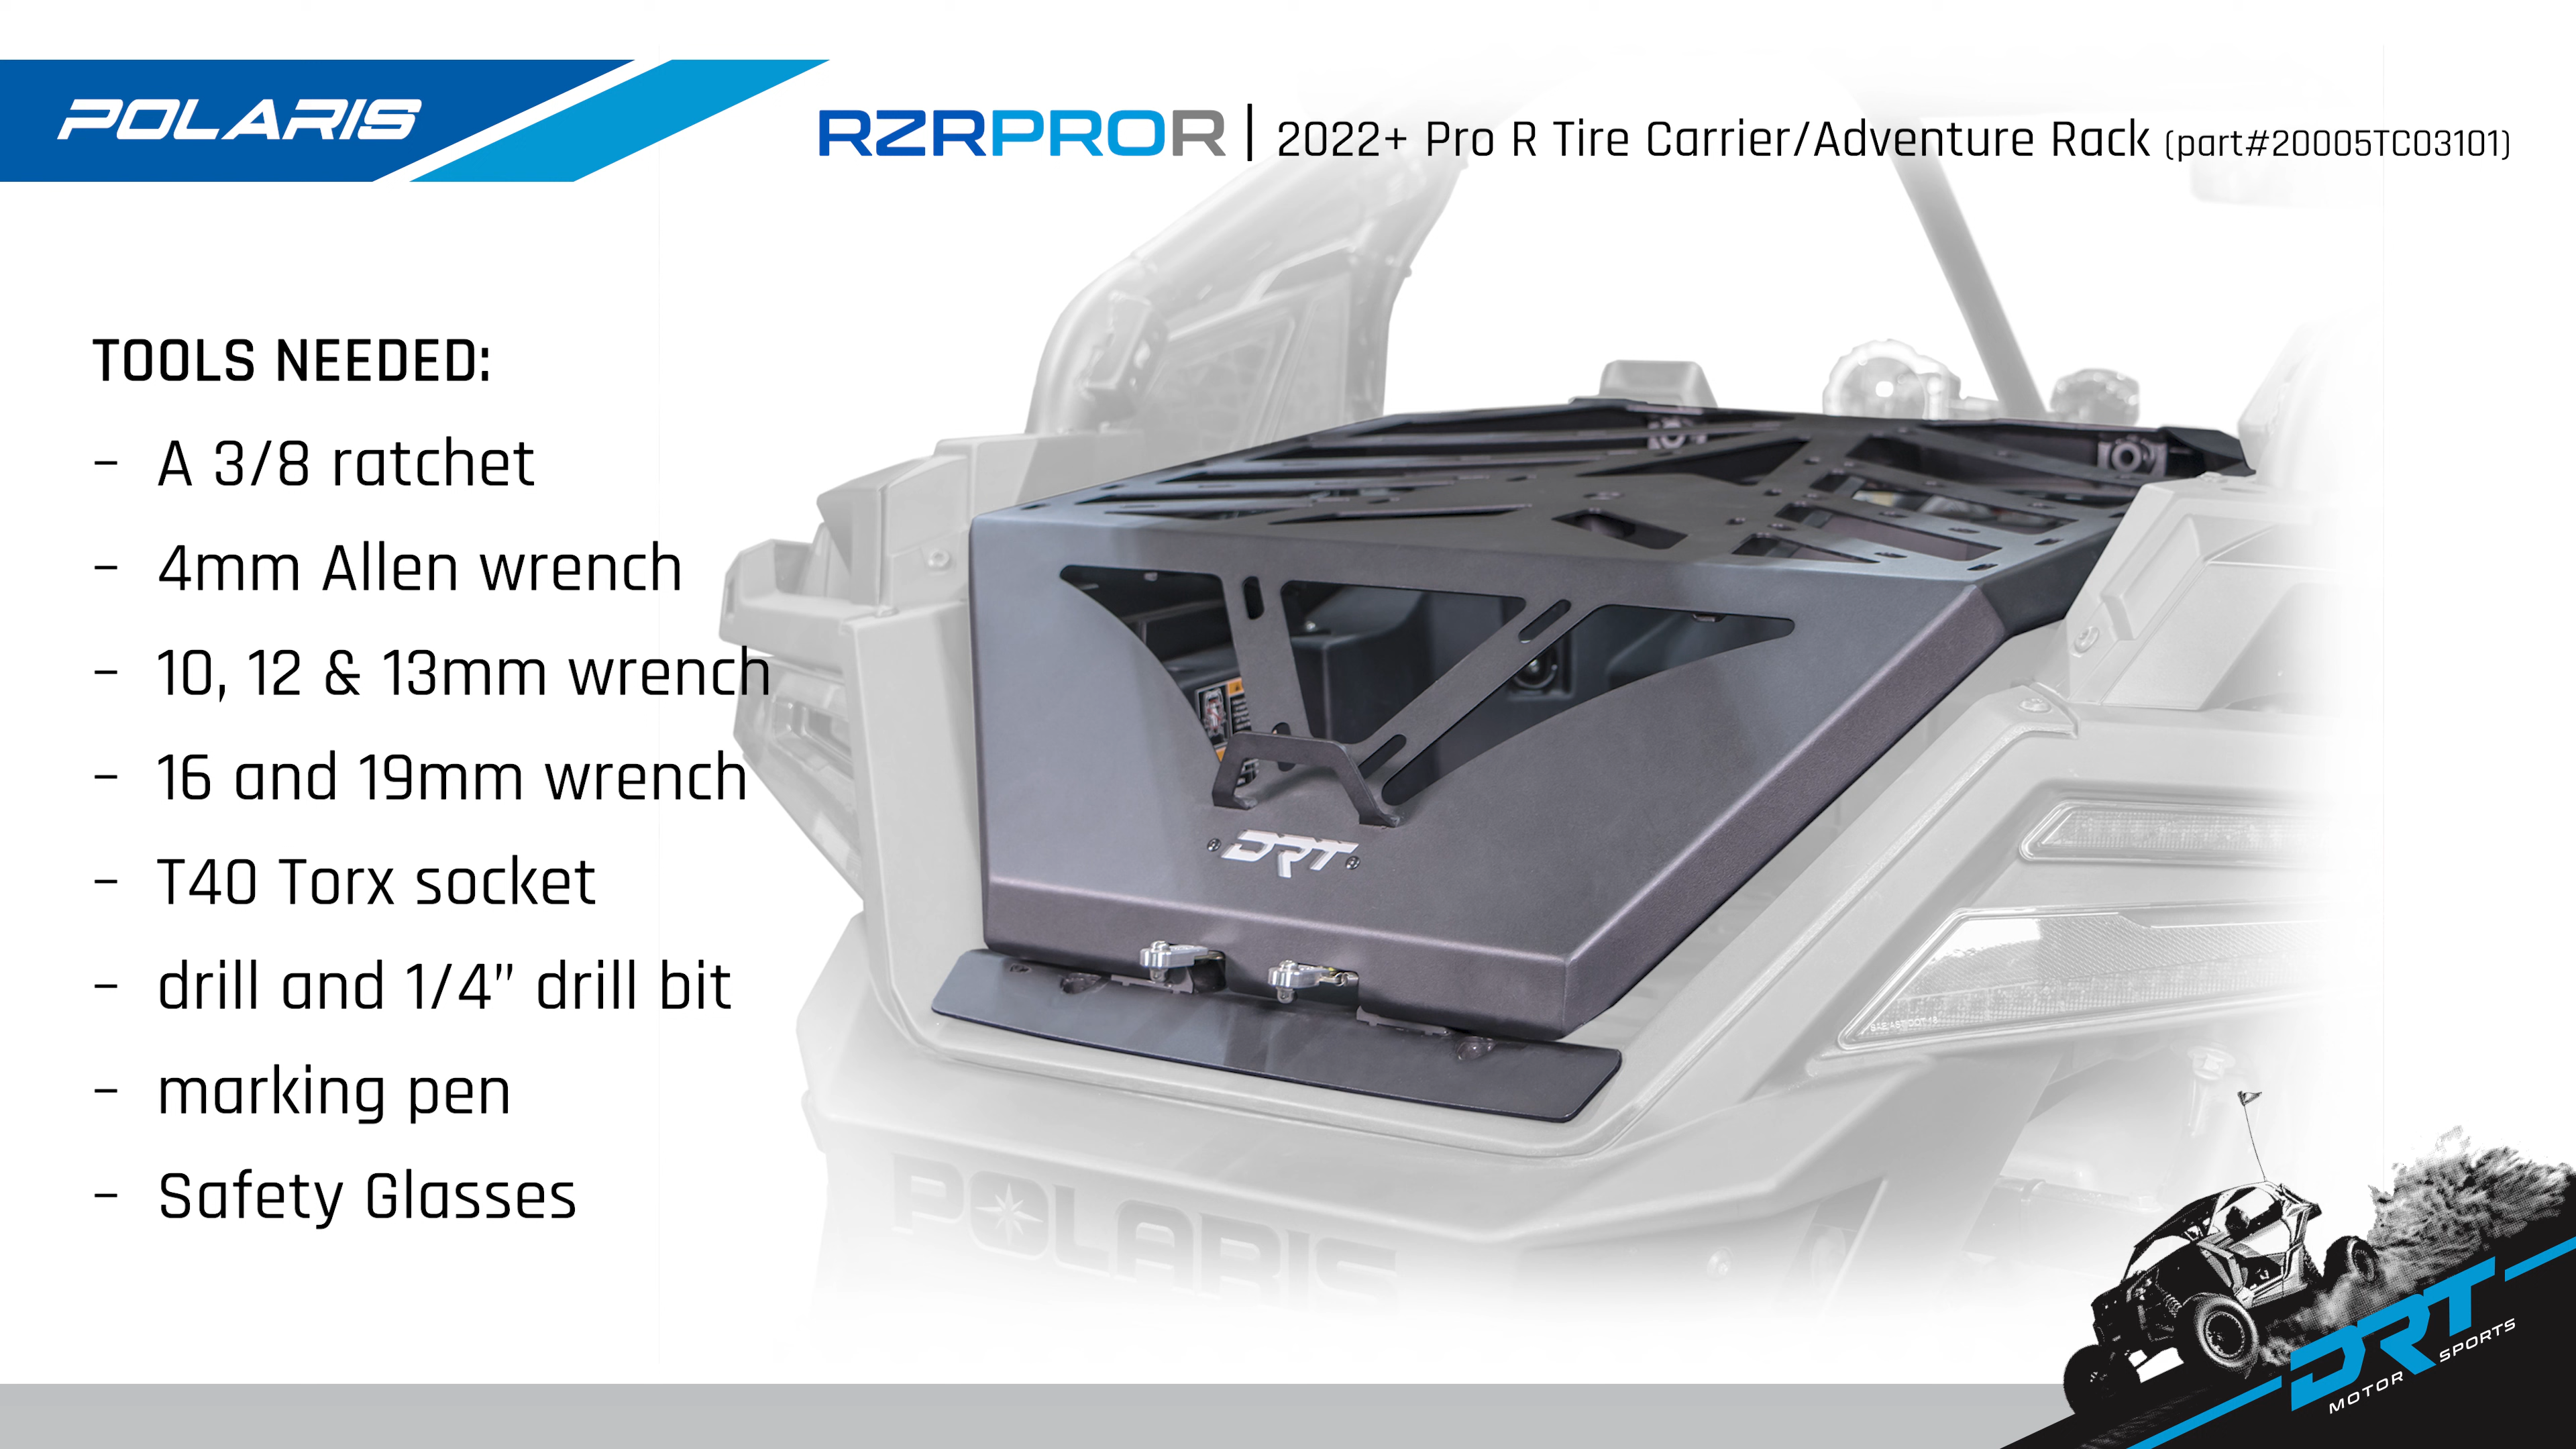 POLARIS
RZRPROR | 2022+ Pro R Tire Carrier/Adventure Rack (part#20005TC03101)
TOOLS NEEDED:
– A 3/8 ratchet
– 4mm Allen wrench
– 10, 12 & 13mm wrench
– 16 and 19mm wrench
– T40 Torx socket
– drill and 1/4” drill bit
– marking pen
– Safety Glasses
DRT
POLARIS
DRT
MOTORSPORTS